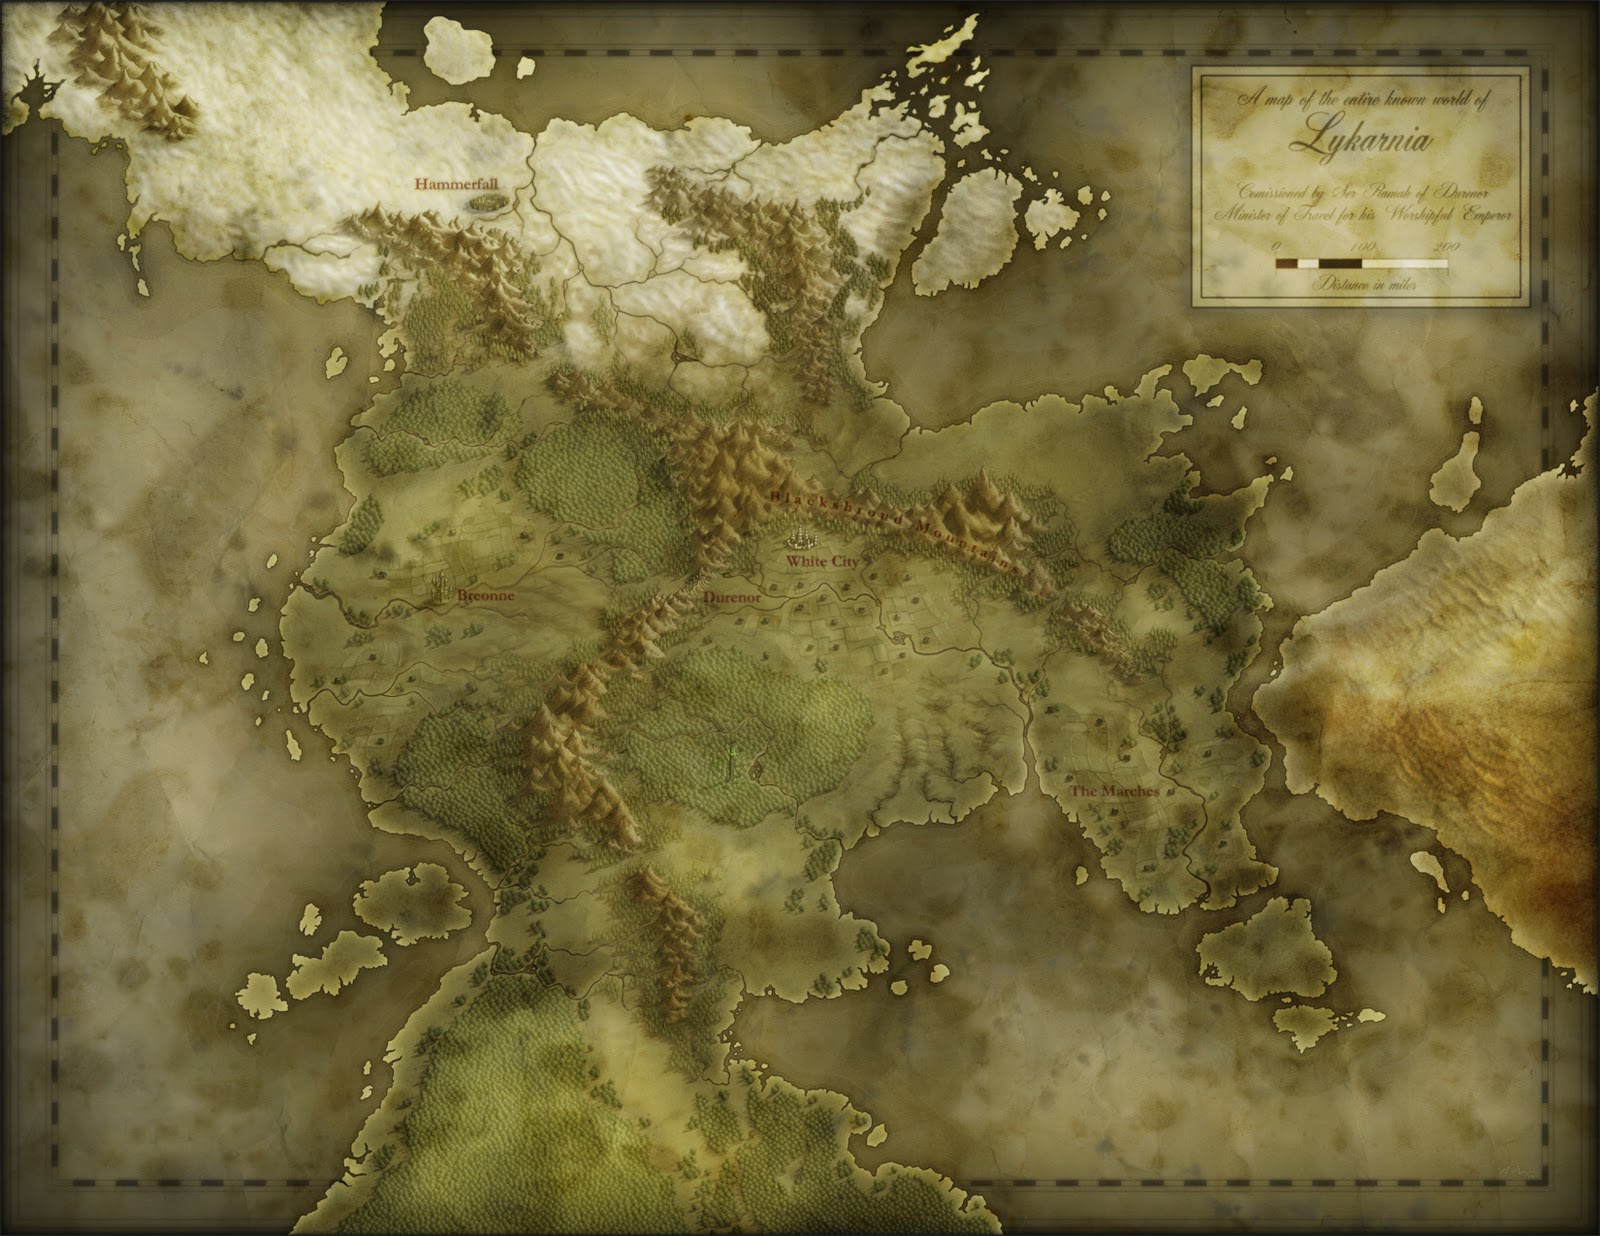 A map of the entire known world of
Lykarnia
Comissioned by Ser Ramah of Durenor
Minister of Travel for his Worshipful Emperor
0 100 200
Distance in miles
Hammerfall
Blacksbroud Mountains
White City
Breonne
Durenor
The Marches